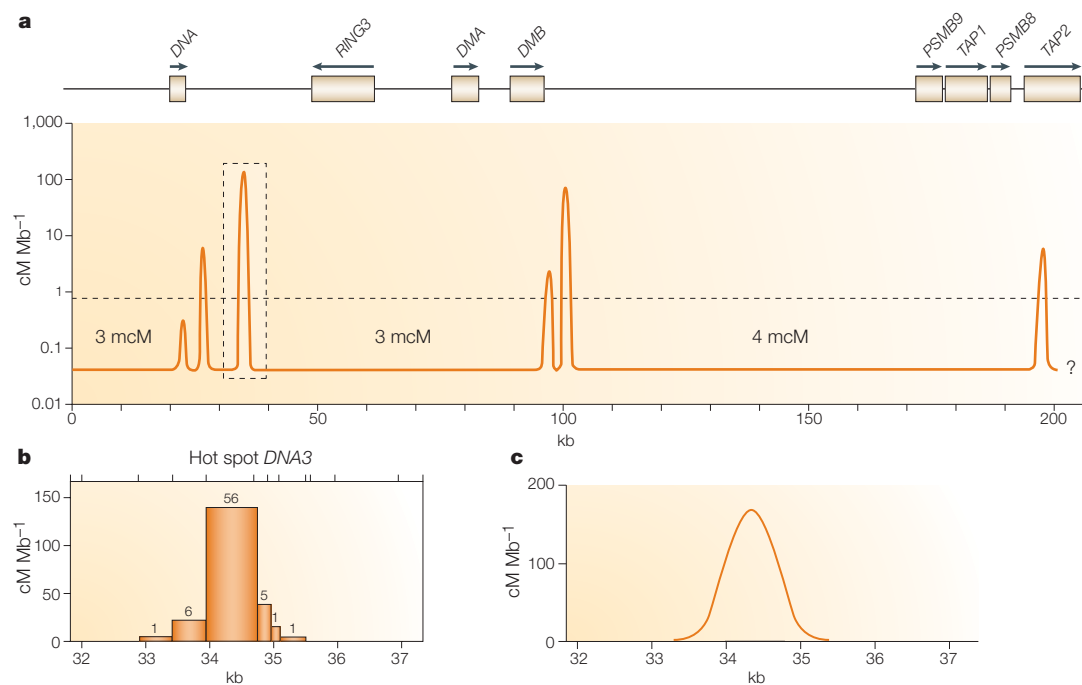 a
DNA RING3 DMA DMB PSMB9 TAP1 PSMB8 TAP2
1,000
100
10
1
0.1
0.01
cM Mb−1
3 mcM 3 mcM 4 mcM ?
0 50 100 150 200
kb
b
Hot spot DNA3
150
100
50
0
cM Mb−1
1 6 56 5 1 1
32 33 34 35 36 37
kb
c
200
100
0
cM Mb−1
32 33 34 35 36 37
kb